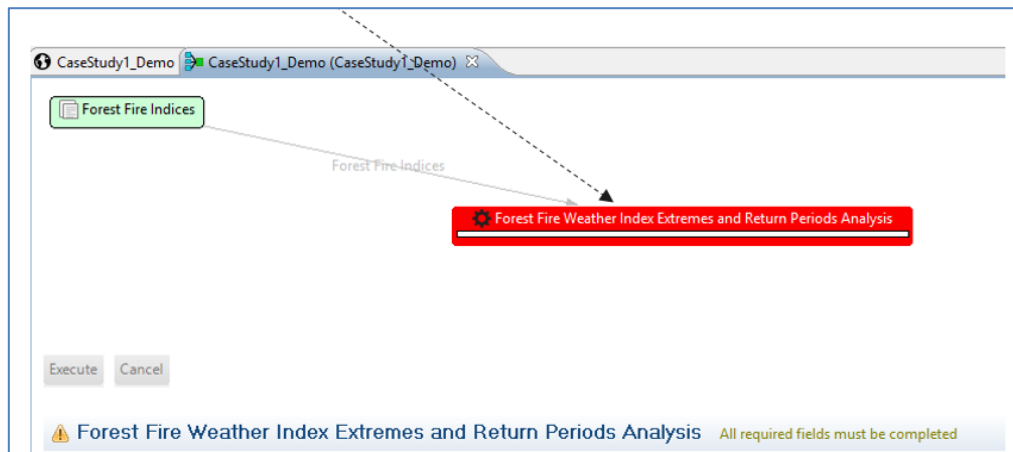 CaseStudy1_Demo CaseStudy1_Demo (CaseStudy1_Demo)
Forest Fire Indices
Forest Fire Indices
Forest Fire Weather Index Extremes and Return Periods Analysis
Execute Cancel
Forest Fire Weather Index Extremes and Return Periods Analysis All required fields must be completed